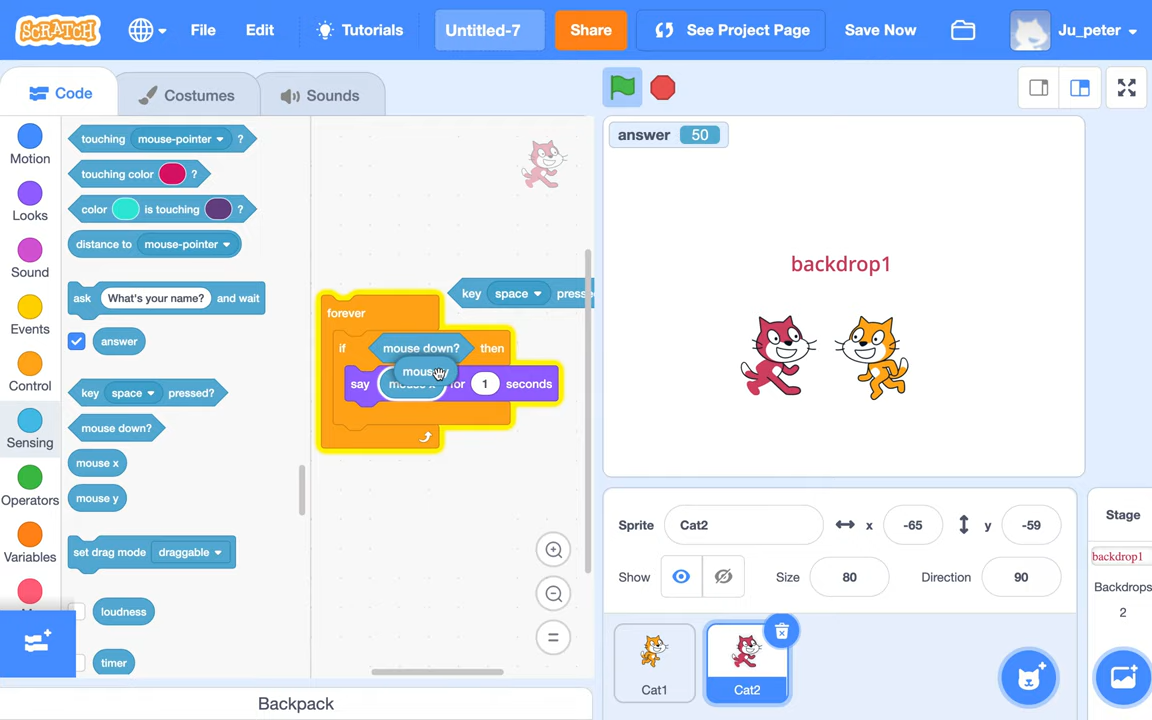 SCRATCH File Edit Tutorials Untitled-7 Share See Project Page Save Now Ju_peter
Code Costumes Sounds
Motion
Looks
Sound
Events
Control
Sensing
Operators
Variables
touching mouse-pointer ?
touching color ?
color is touching ?
distance to mouse-pointer
ask What's your name? and wait
answer
key space pressed?
mouse down?
mouse x
mouse y
set drag mode draggable
loudness
timer
key space
forever
if mouse down? then
say for 1 seconds
Backpack
answer 50
backdrop1
Sprite Cat2 x -65 y -59
Show Size 80 Direction 90
Cat1 Cat2
Stage
backdrop1
Backdrops
2